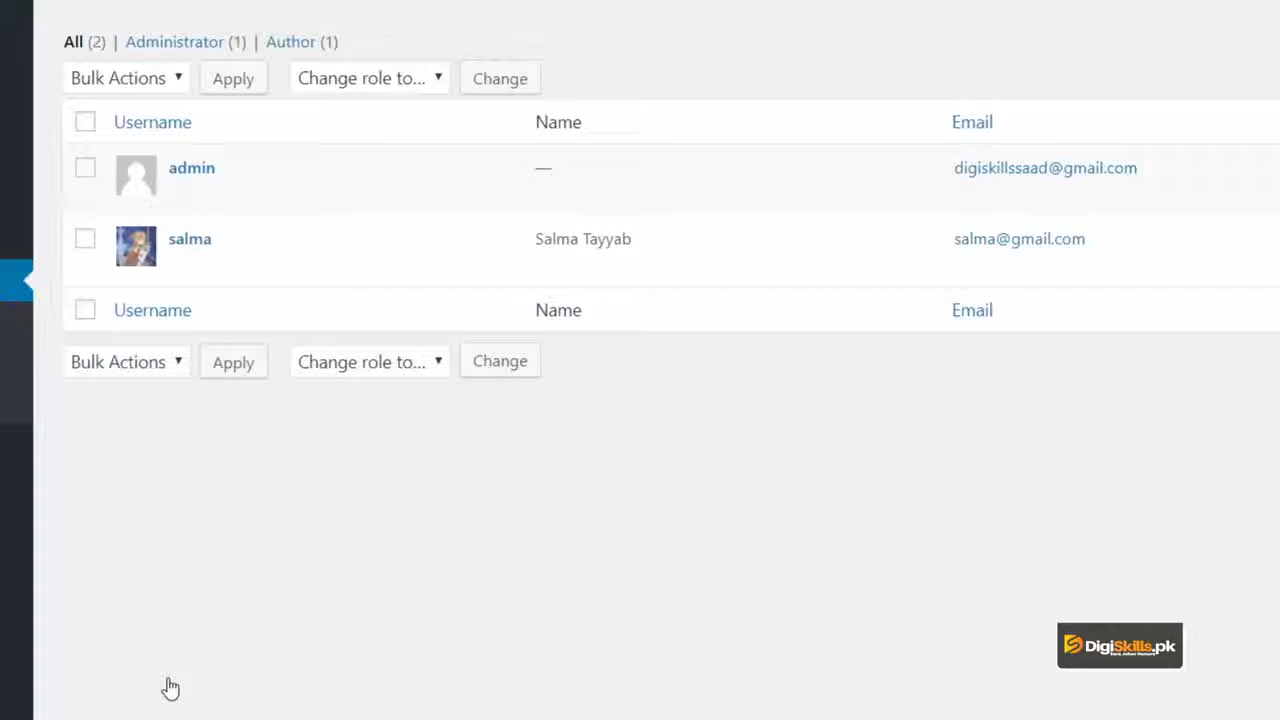 All (2) | Administrator (1) | Author (1)
Bulk Actions Apply Change role to... Change
Username Name Email
admin — digiskillssaad@gmail.com
salma Salma Tayyab salma@gmail.com
Username Name Email
Bulk Actions Apply Change role to... Change
DigiSkills.pk